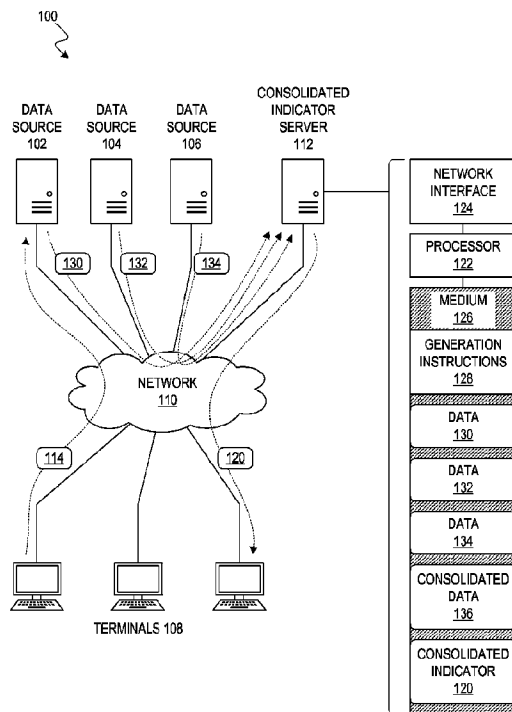 100
DATA
SOURCE
102
DATA
SOURCE
104
DATA
SOURCE
106
CONSOLIDATED
INDICATOR
SERVER
112
130
132
134
NETWORK
110
114
120
TERMINALS 108
NETWORK
INTERFACE
124
PROCESSOR
122
MEDIUM
126
GENERATION
INSTRUCTIONS
128
DATA
130
DATA
132
DATA
134
CONSOLIDATED
DATA
136
CONSOLIDATED
INDICATOR
120